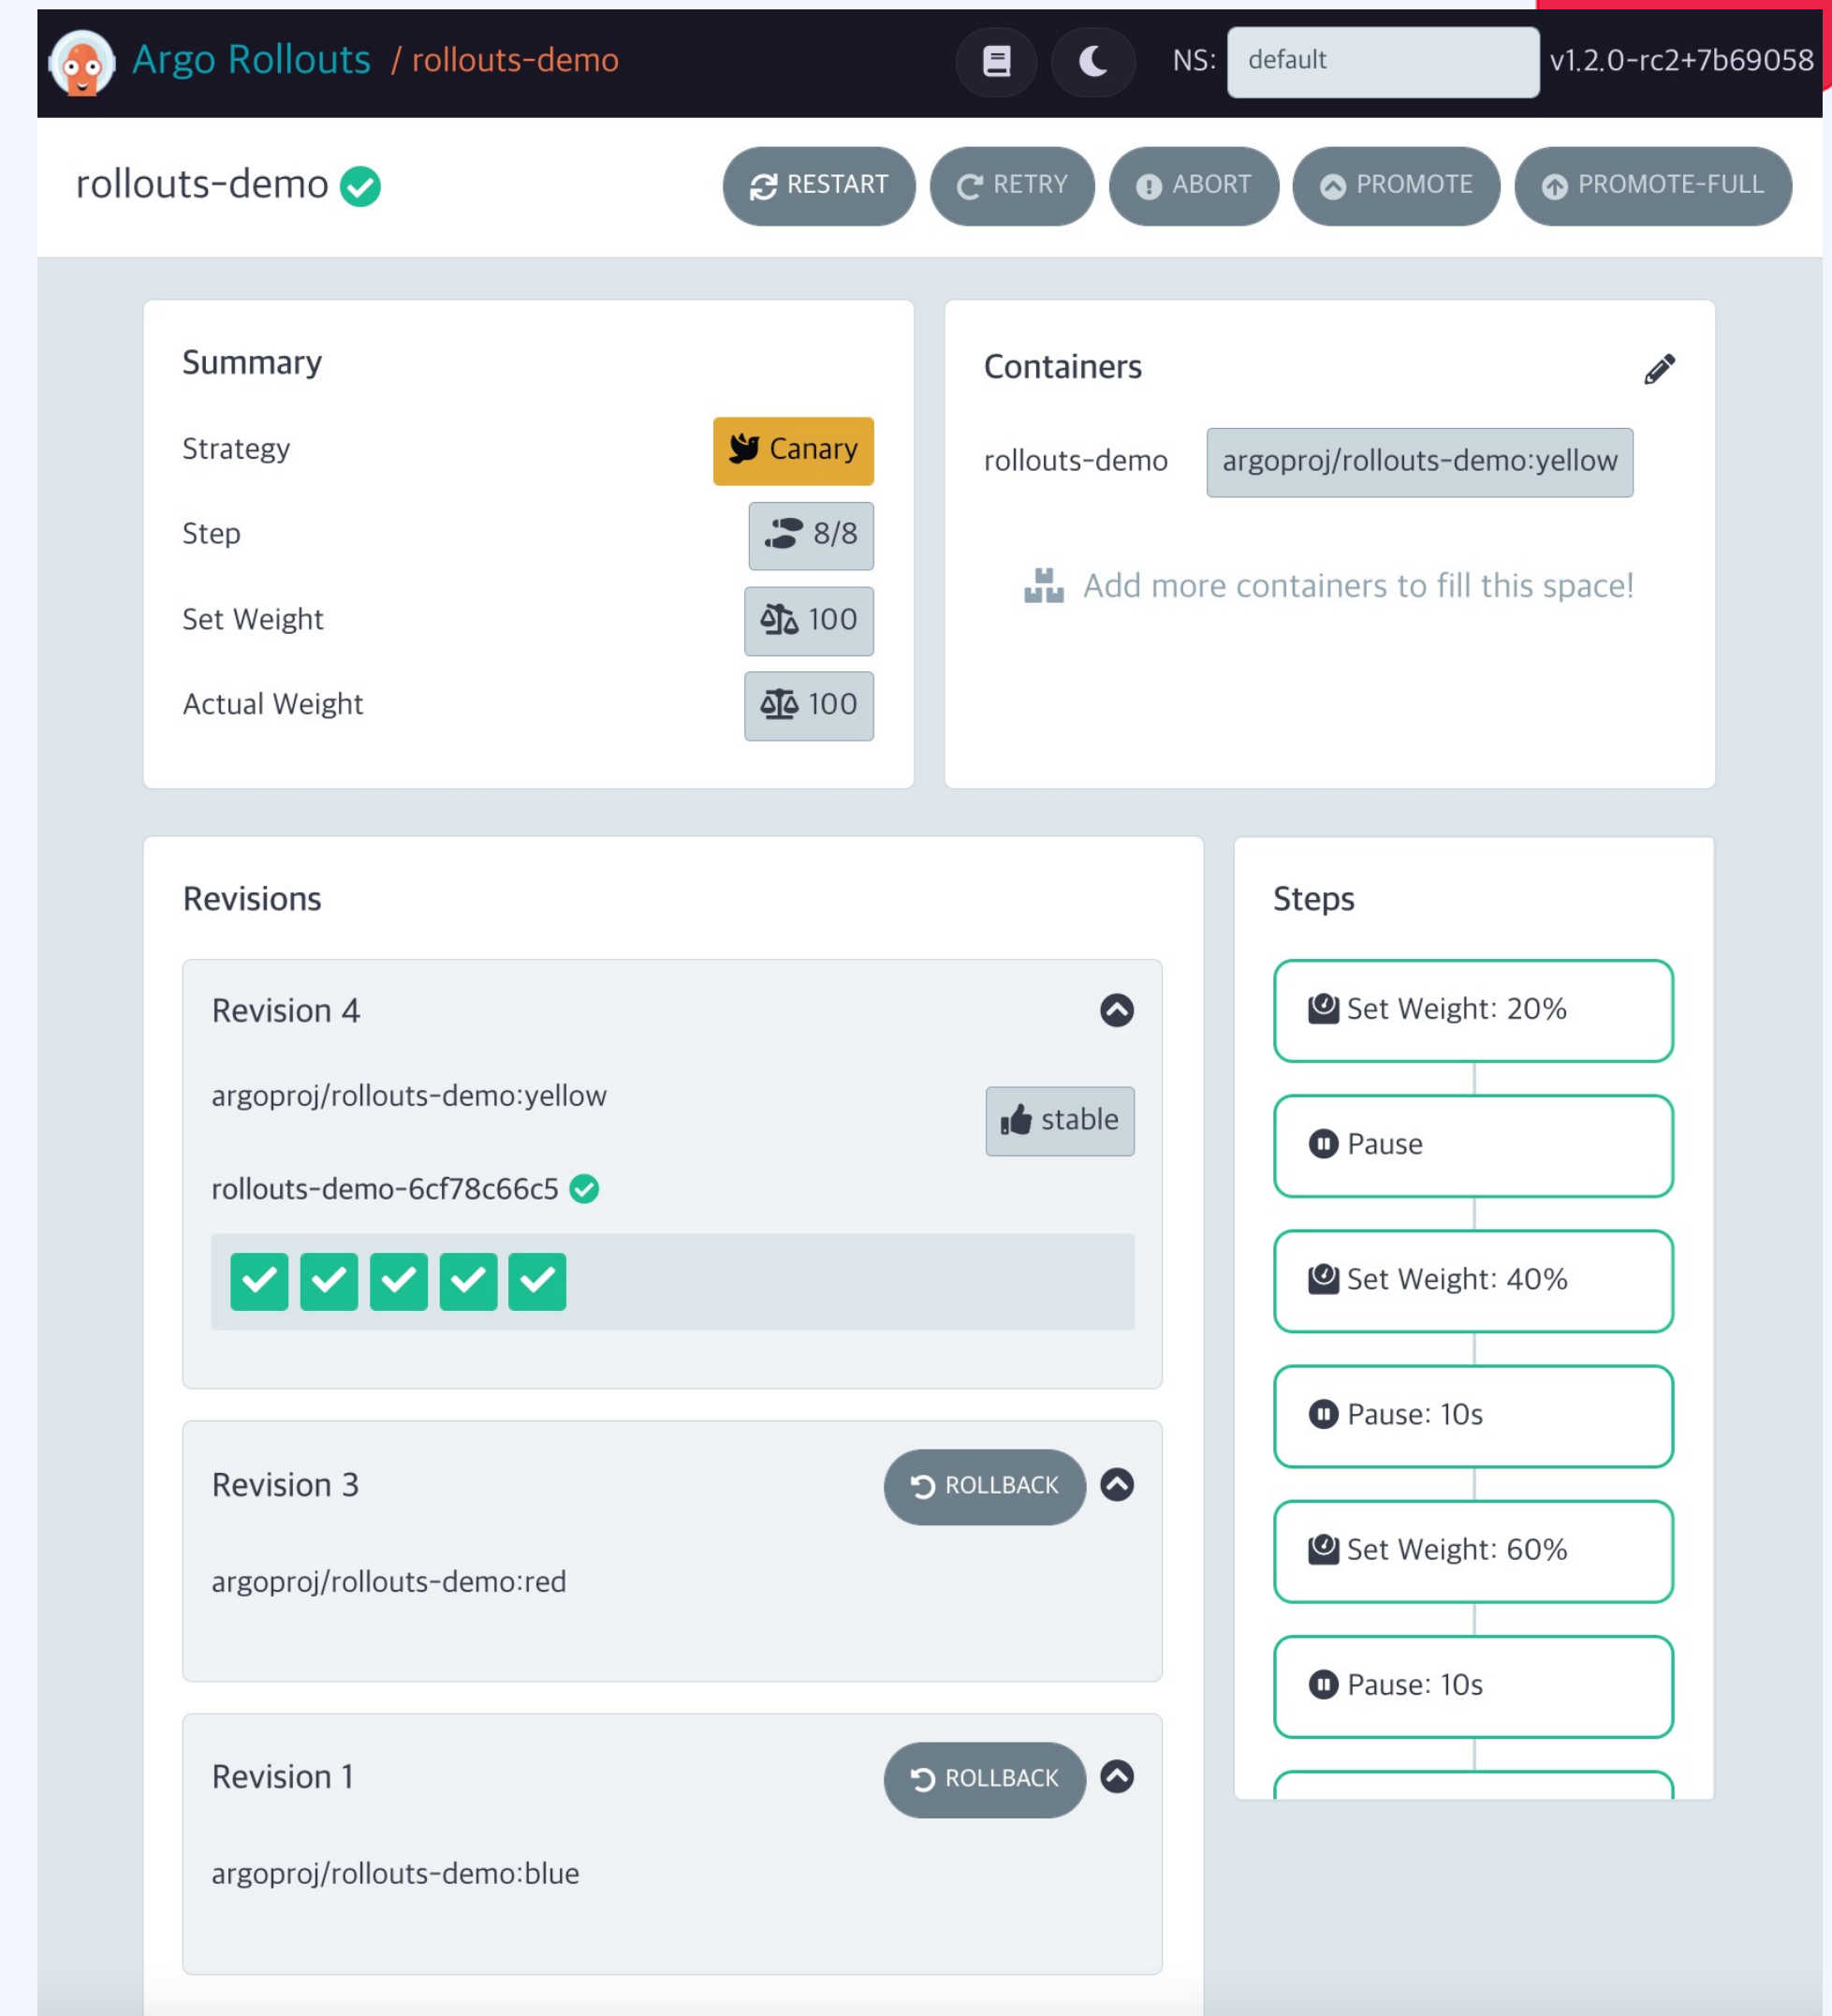 Argo Rollouts / rollouts-demo NS: default v1.2.0-rc2+7b69058
rollouts-demo RESTART RETRY ABORT PROMOTE PROMOTE-FULL
Summary
Strategy Canary
Step 8/8
Set Weight 100
Actual Weight 100
Containers
rollouts-demo argoproj/rollouts-demo:yellow
Add more containers to fill this space!
Revisions
Revision 4
argoproj/rollouts-demo:yellow
stable
rollouts-demo-6cf78c66c5
Revision 3 ROLLBACK
argoproj/rollouts-demo:red
Revision 1 ROLLBACK
argoproj/rollouts-demo:blue
Steps
Set Weight: 20%
Pause
Set Weight: 40%
Pause: 10s
Set Weight: 60%
Pause: 10s